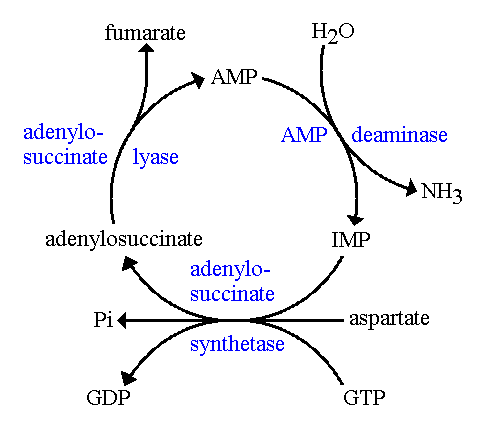 fumarate
H2O
AMP
adenylo-
succinate lyase
AMP deaminase
NH3
adenylosuccinate
IMP
adenylo-
succinate
Pi
aspartate
synthetase
GDP
GTP